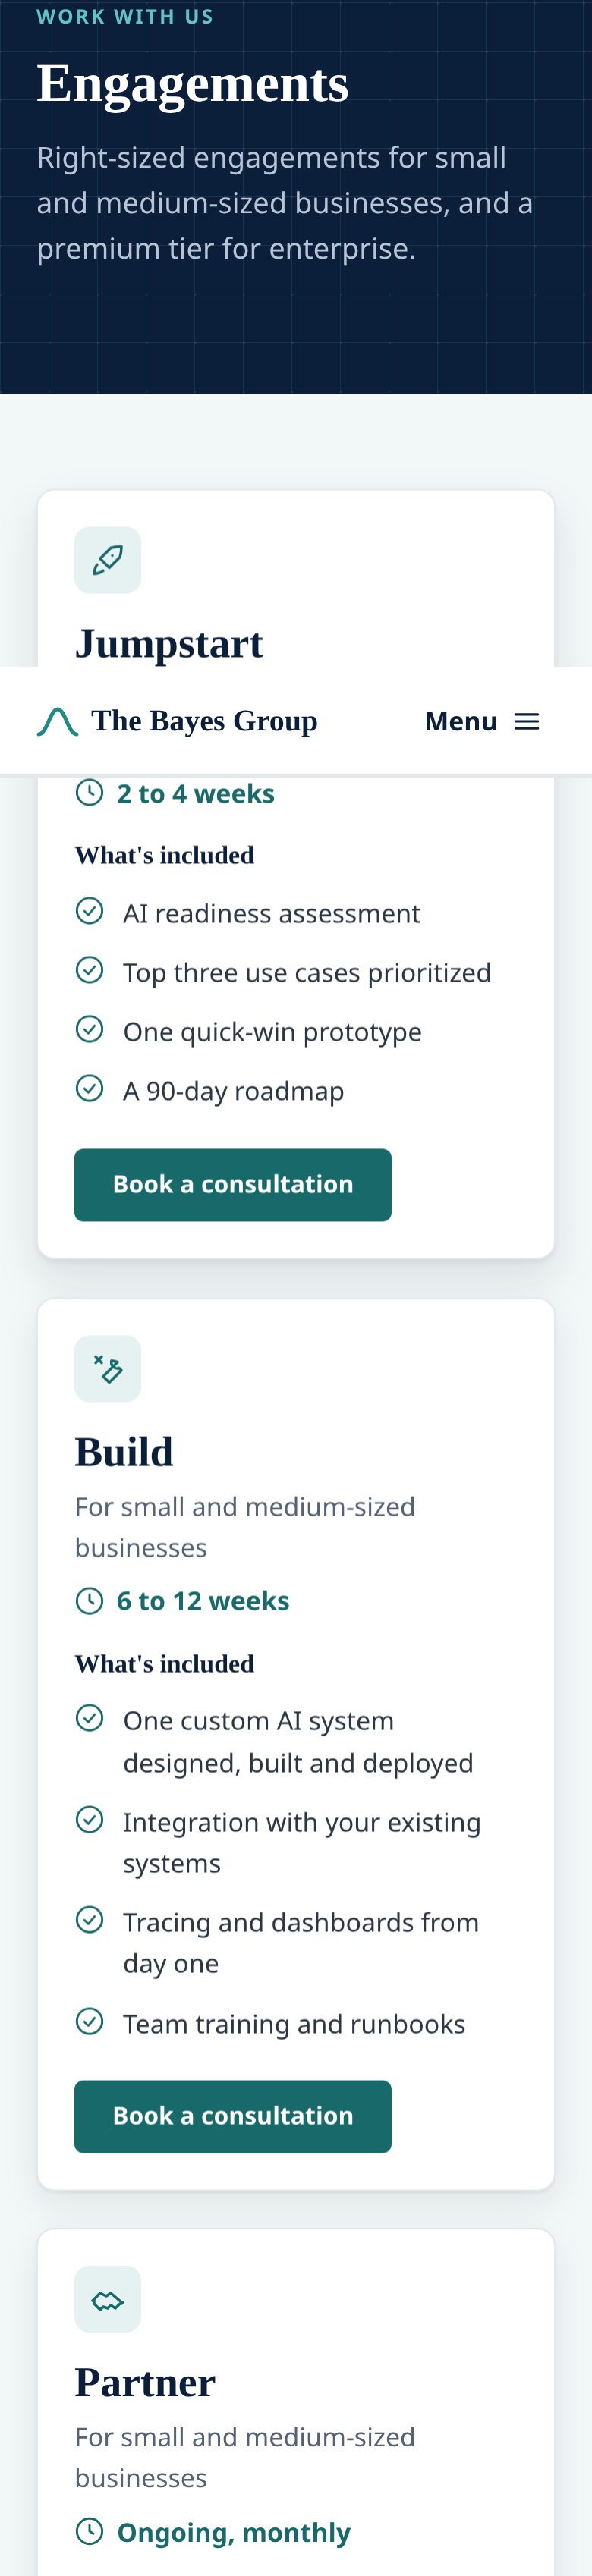 WORK WITH US
Engagements
Right-sized engagements for small
and medium-sized businesses, and a
premium tier for enterprise.
Jumpstart
The Bayes Group
Menu
2 to 4 weeks
What's included
AI readiness assessment
Top three use cases prioritized
One quick-win prototype
A 90-day roadmap
Book a consultation
Build
For small and medium-sized
businesses
6 to 12 weeks
What's included
One custom AI system
designed, built and deployed
Integration with your existing
systems
Tracing and dashboards from
day one
Team training and runbooks
Book a consultation
Partner
For small and medium-sized
businesses
Ongoing, monthly